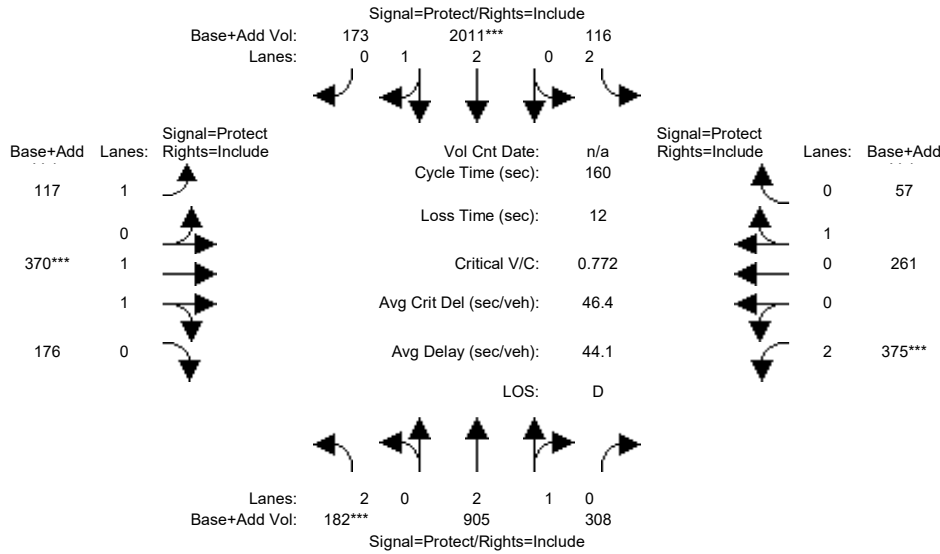 Signal=Protect/Rights=Include
Base+Add Vol: 173 2011*** 116
Lanes: 0 1 2 0 2
Signal=Protect
Base+Add Lanes: Rights=Include
Vol Cnt Date: n/a
Signal=Protect
Rights=Include Lanes: Base+Add
Cycle Time (sec): 160
117 1
0 57
Loss Time (sec): 12
0
1
370*** 1
Critical V/C: 0.772
0 261
1
Avg Crit Del (sec/veh): 46.4
0
176 0
Avg Delay (sec/veh): 44.1
2 375***
LOS: D
Lanes: 2 0 2 1 0
Base+Add Vol: 182*** 905 308
Signal=Protect/Rights=Include